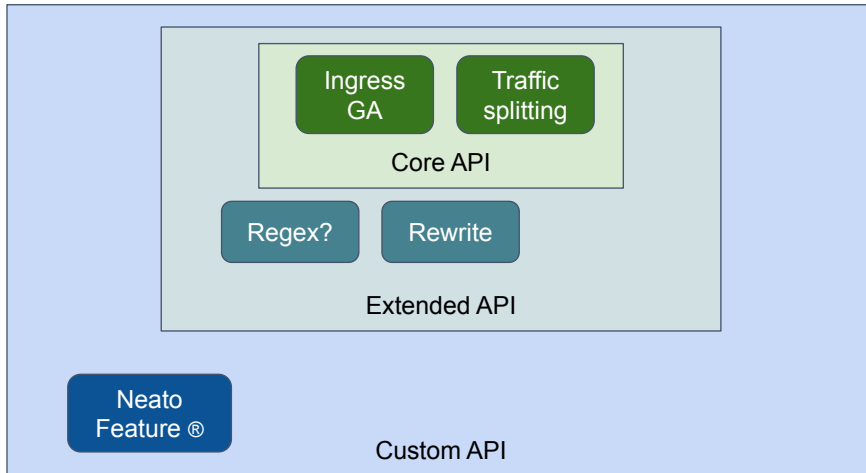 Ingress
GA
Traffic
splitting
Core API
Regex?
Rewrite
Extended API
Neato
Feature ®
Custom API